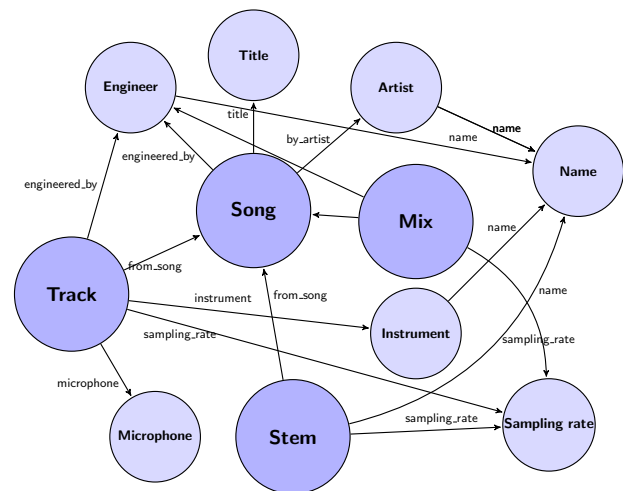 Title
Engineer
Artist
title
name
name
by_artist
engineered_by
Name
engineered_by
Song
Mix
name
from_song
Track
name
instrument
from_song
sampling_rate
Instrument
sampling_rate
microphone
sampling_rate
Sampling rate
Microphone
Stem